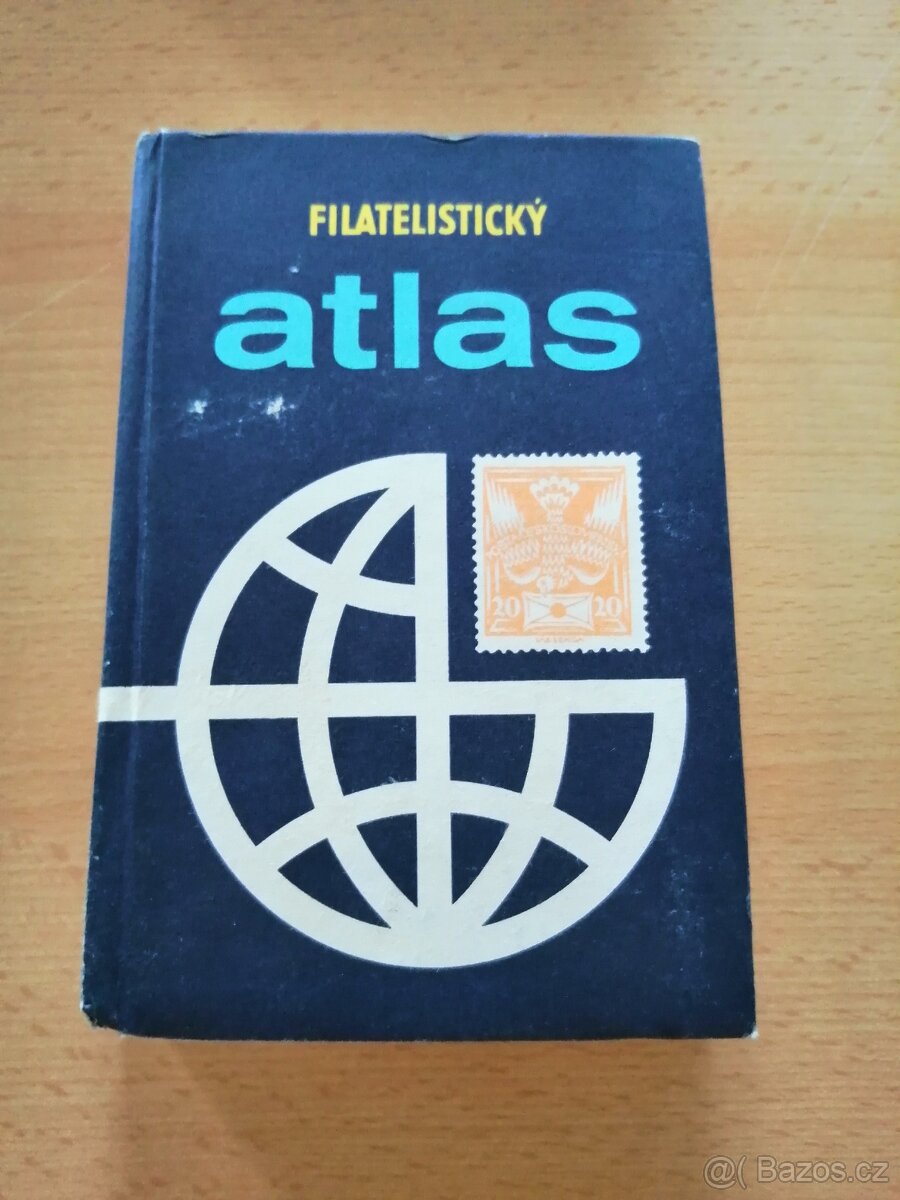 FILATELISTICKÝ
atlas
20 20
@( Bazos.cz